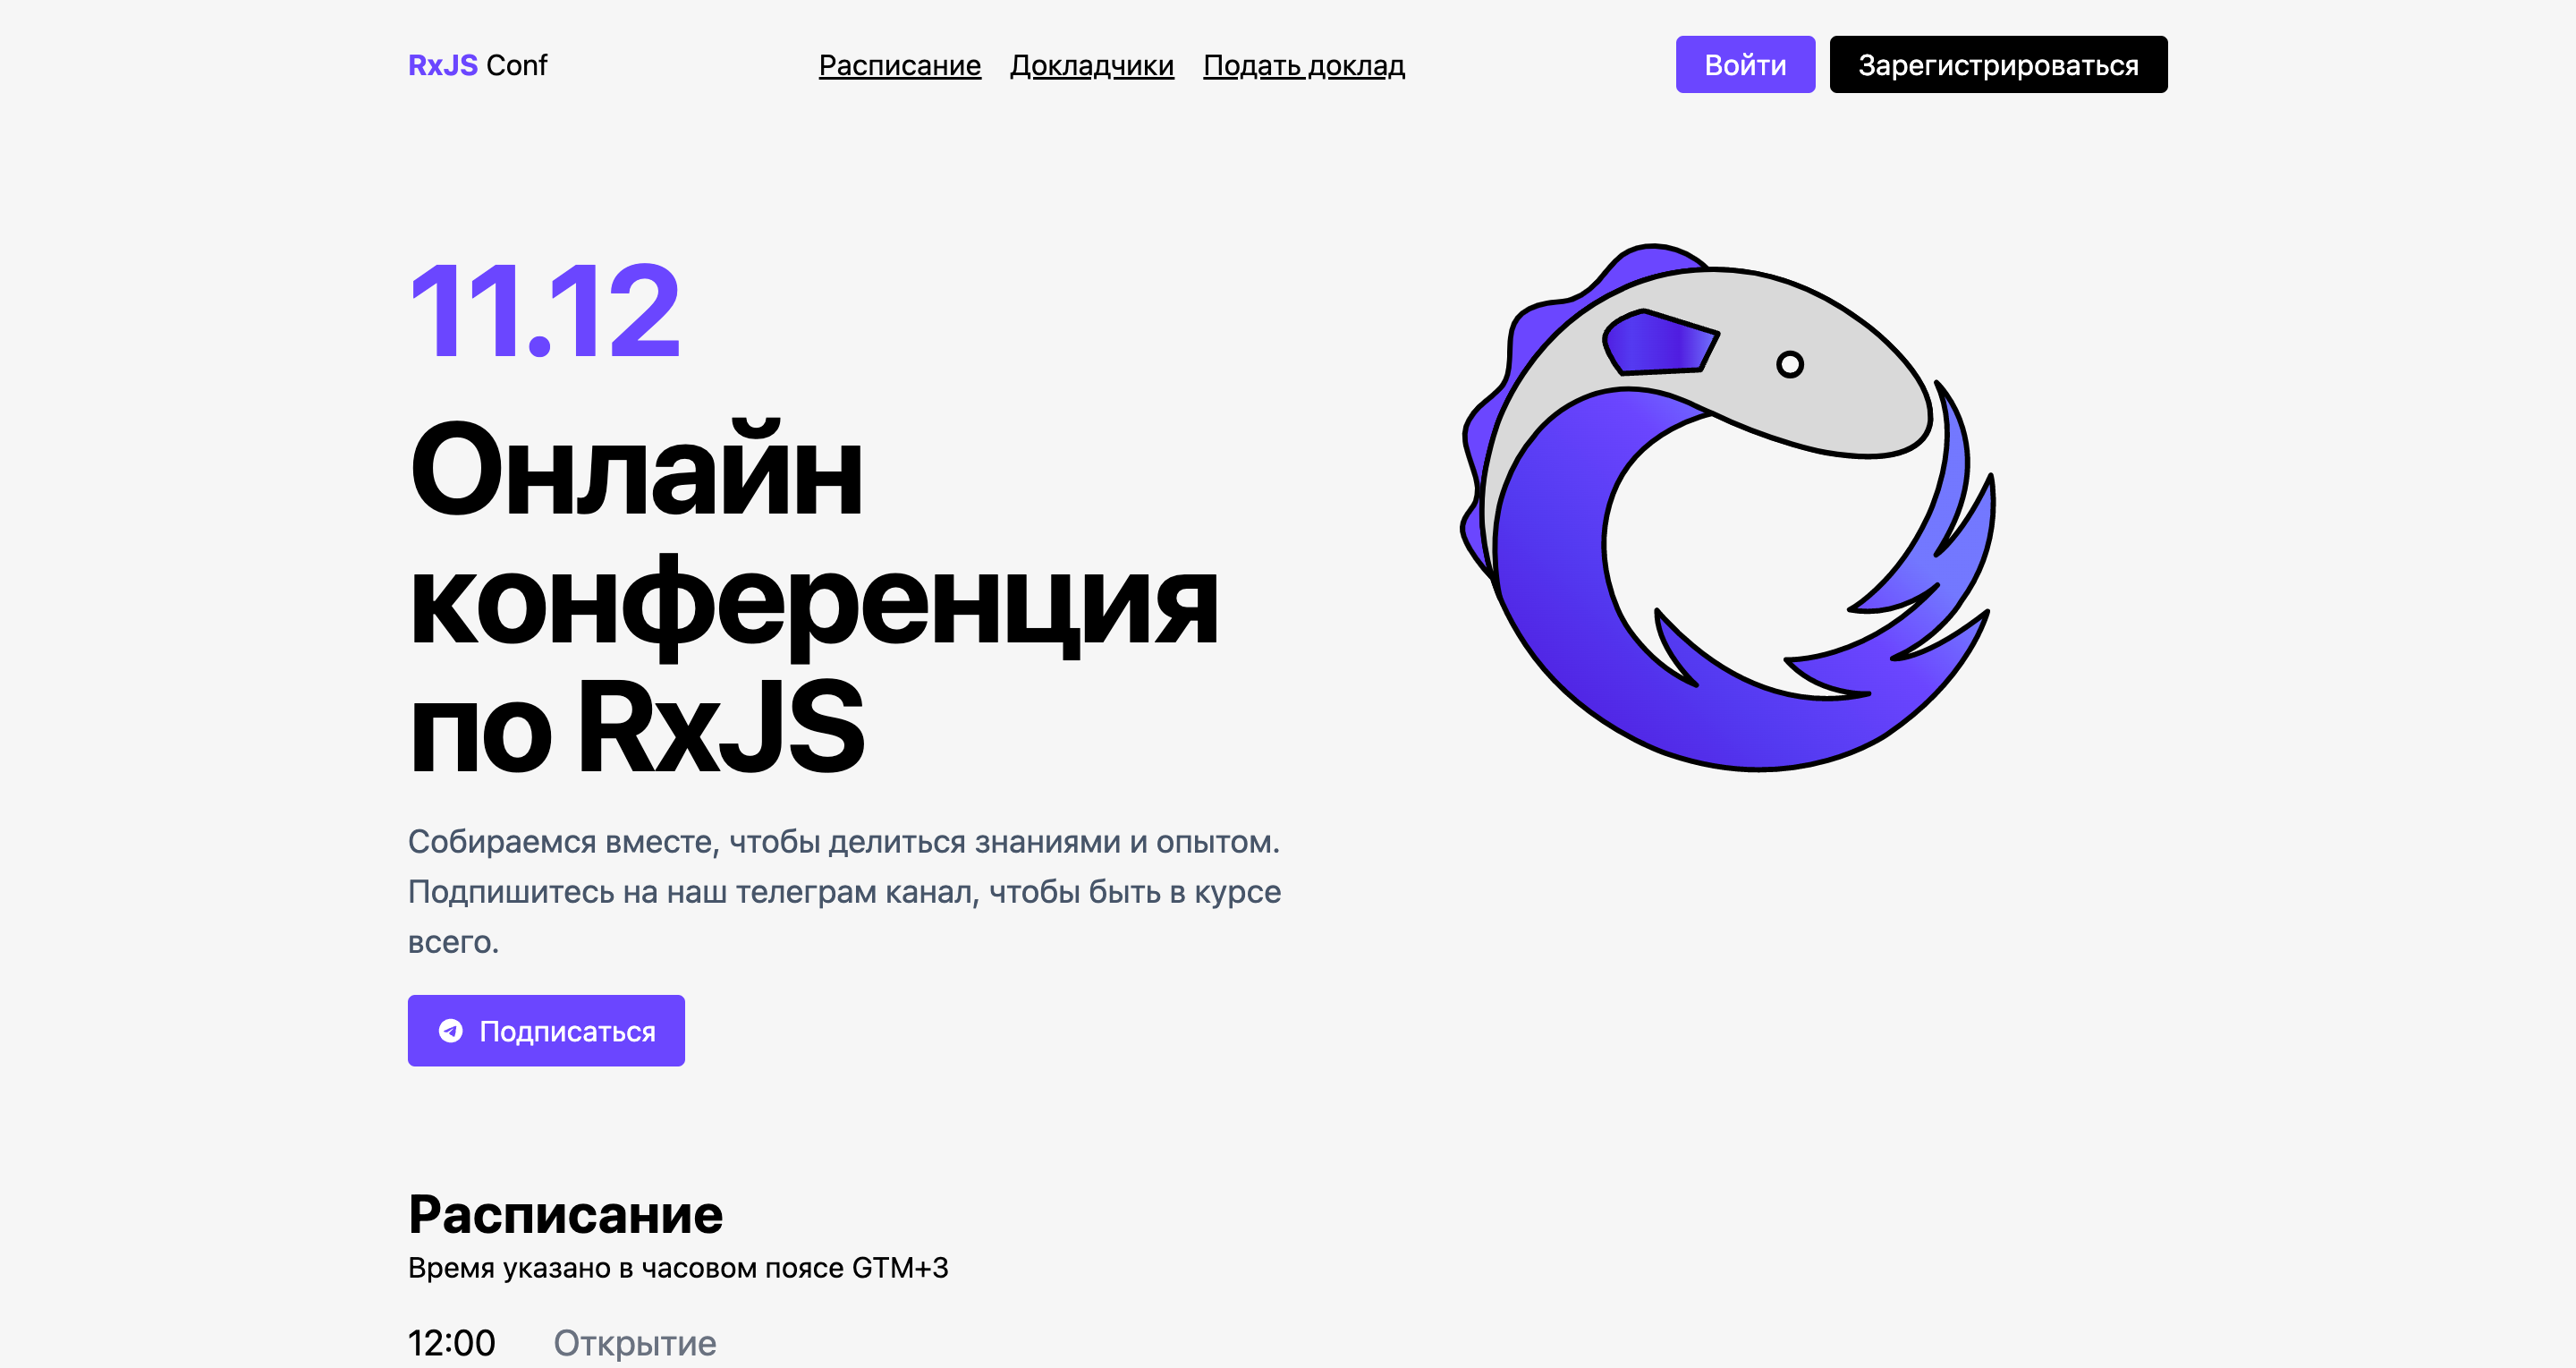 RxJS Conf
Расписание Докладчики Подать доклад
Войти Зарегистрироваться
11.12
Онлайн
конференция
по RxJS
Собираемся вместе, чтобы делиться знаниями и опытом.
Подпишитесь на наш телеграм канал, чтобы быть в курсе
всего.
Подписаться
Расписание
Время указано в часовом поясе GTM+3
12:00 Открытие